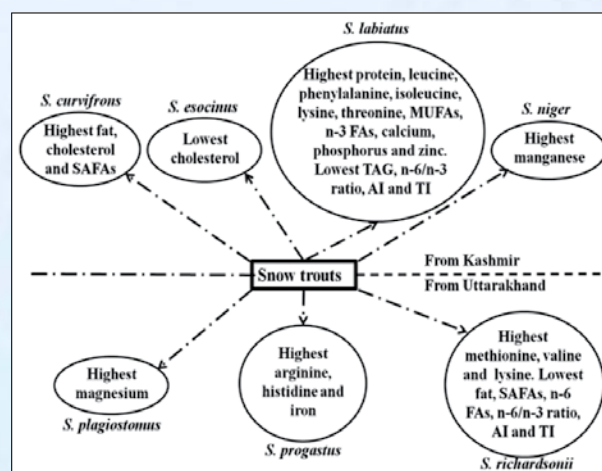 S. labiatus
Highest protein, leucine,
phenylalanine, isoleucine,
lysine, threonine, MUFAs,
n-3 FAs, calcium,
phosphorus and zinc.
Lowest TAG, n-6/n-3
ratio, AI and TI
S. curvifrons
Highest fat,
cholesterol
and SAFAs
S. esocinus
Lowest
cholesterol
S. niger
Highest
manganese
Snow trouts
From Kashmir
From Uttarakhand
Highest
magnesium
S. plagiostomus
Highest
arginine,
histidine and
iron
S. progastus
Highest
methionine, valine
and lysine. Lowest
fat, SAFAs, n-6
FAs, n-6/n-3 ratio,
AI and TI
S. richardsonii